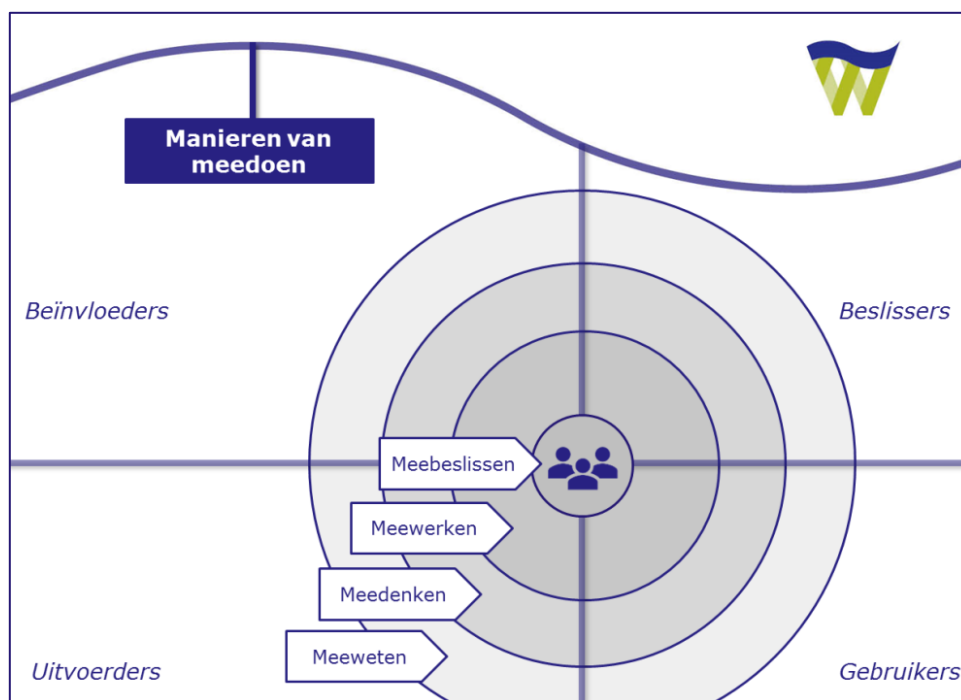 Manieren van
meedoen
Beïnvloeders
Beslissers
Meebeslissen
Meewerken
Meedenken
Meeweten
Uitvoerders
Gebruikers